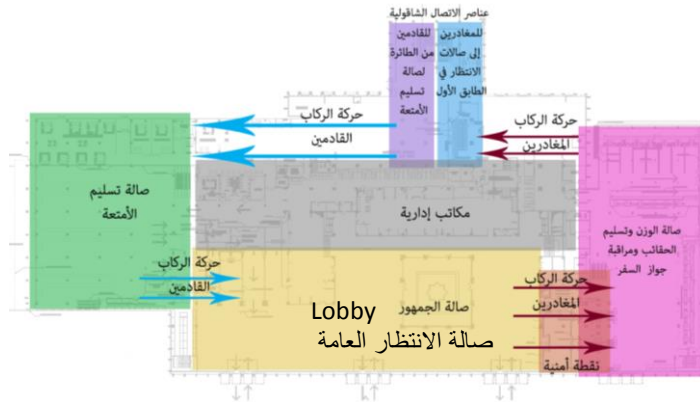 عناصر الاتصال الشاقولية
للمغادرين
إلى صالات
الانتظار في
الطابق الأول
للقادمين
من الطائرة
لصالة
تسليم
الأمتعة
حركة الركاب
المغادرين
حركة الركاب
القادمين
صالة تسليم
الأمتعة
مكاتب إدارية
صالة الوزن وتسليم
الحقائب ومراقبة
جواز السفر
حركة الركاب
القادمين
حركة الركاب
المغادرين
Lobby
صالة الجمهور
صالة الانتظار العامة
نقطة أمنية